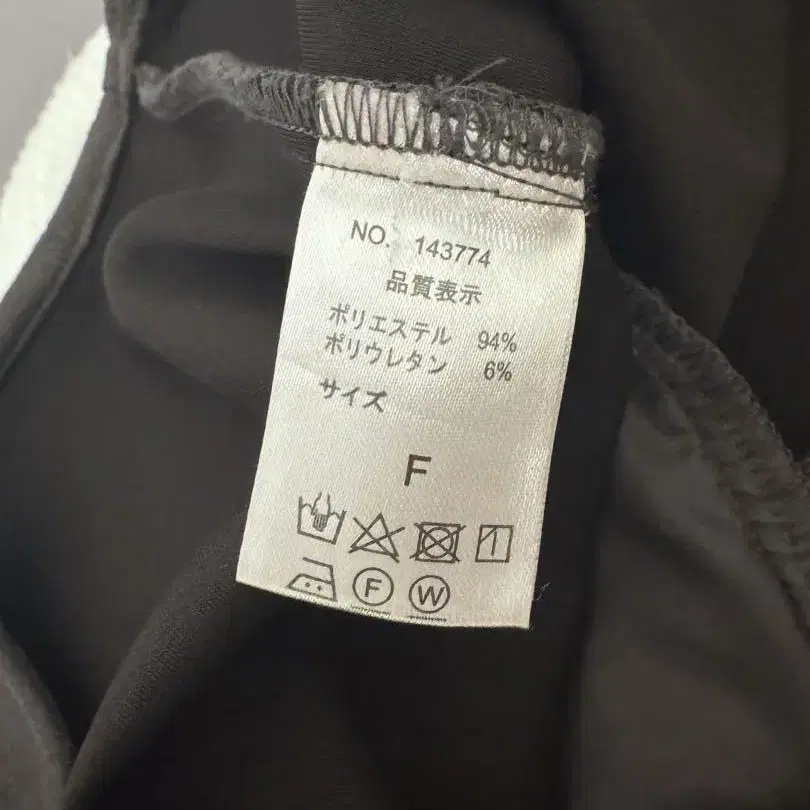 NO. 143774
品質表示
ポリエステル 94%
ポリウレタン 6%
サイズ
F
F W